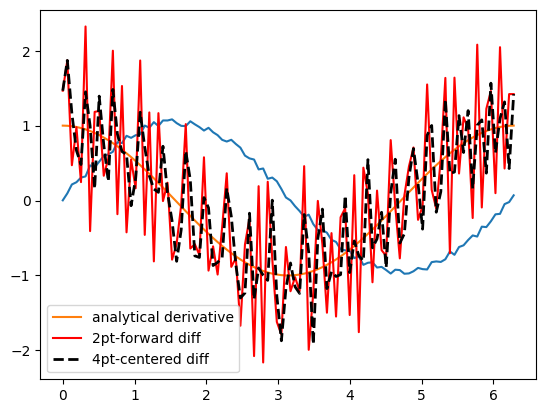 2
1
0
−1
−2
analytical derivative
2pt-forward diff
4pt-centered diff
0 1 2 3 4 5 6